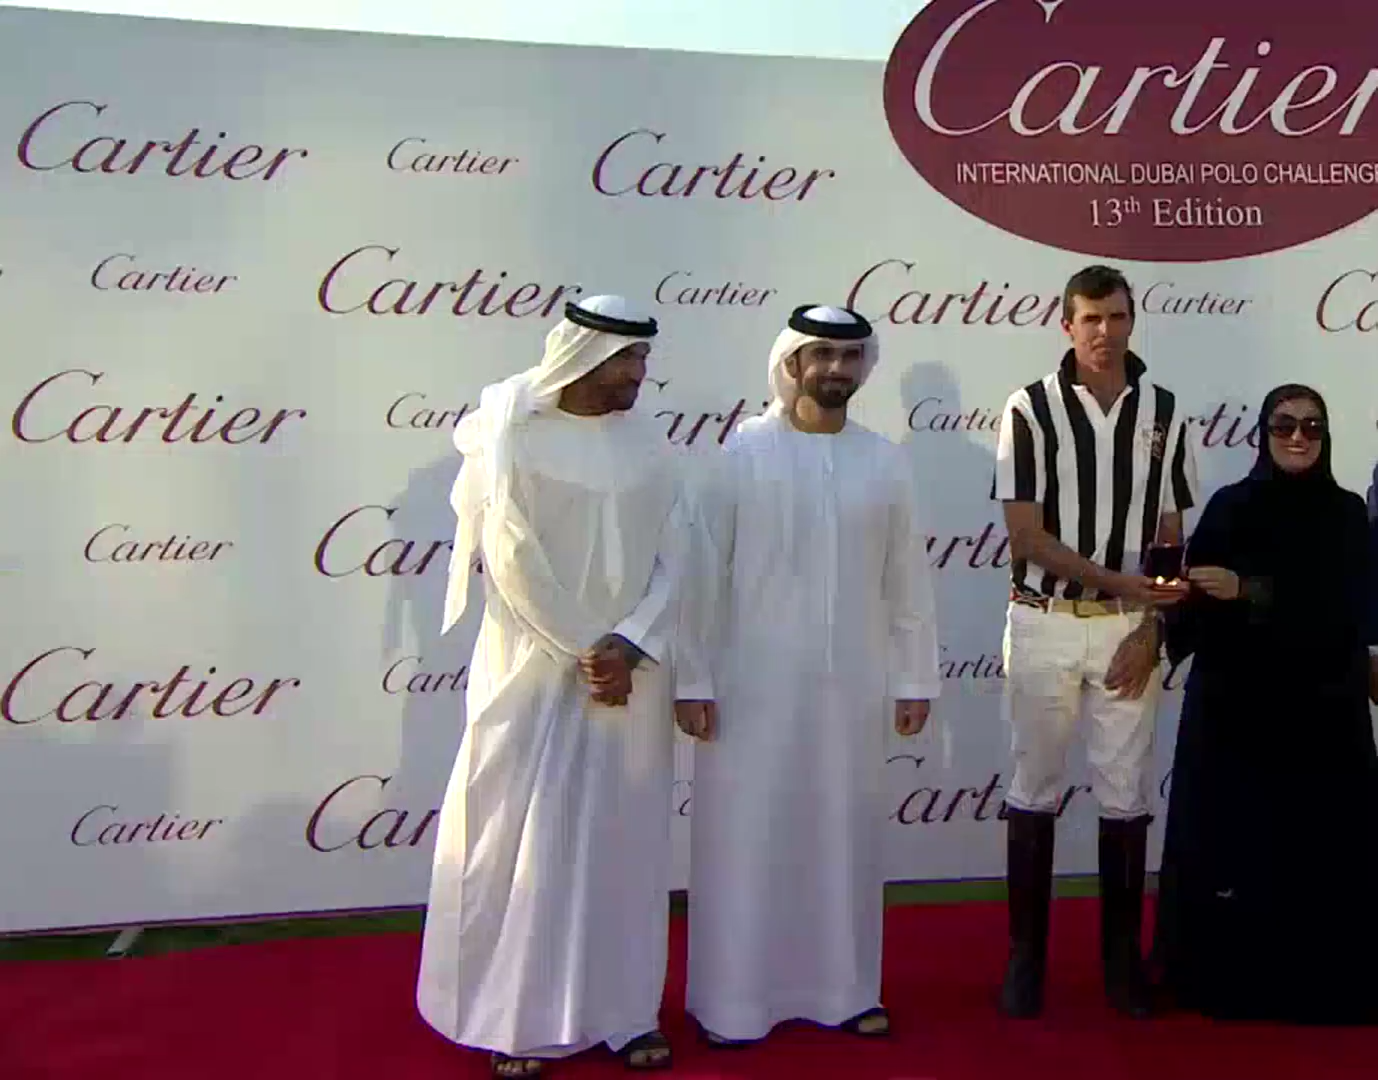 Cartier
INTERNATIONAL DUBAI POLO CHALLENGE
13th Edition
Cartier Cartier Cartier
Cartier Cartier Cartier Cartier Cartier
Cartier
Cartier
Cartier
Cartier